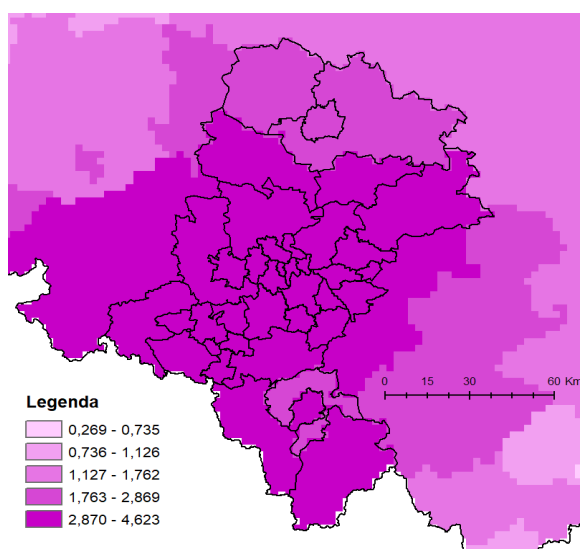 0 15 30 60 Km
Legenda
0,269 - 0,735
0,736 - 1,126
1,127 - 1,762
1,763 - 2,869
2,870 - 4,623